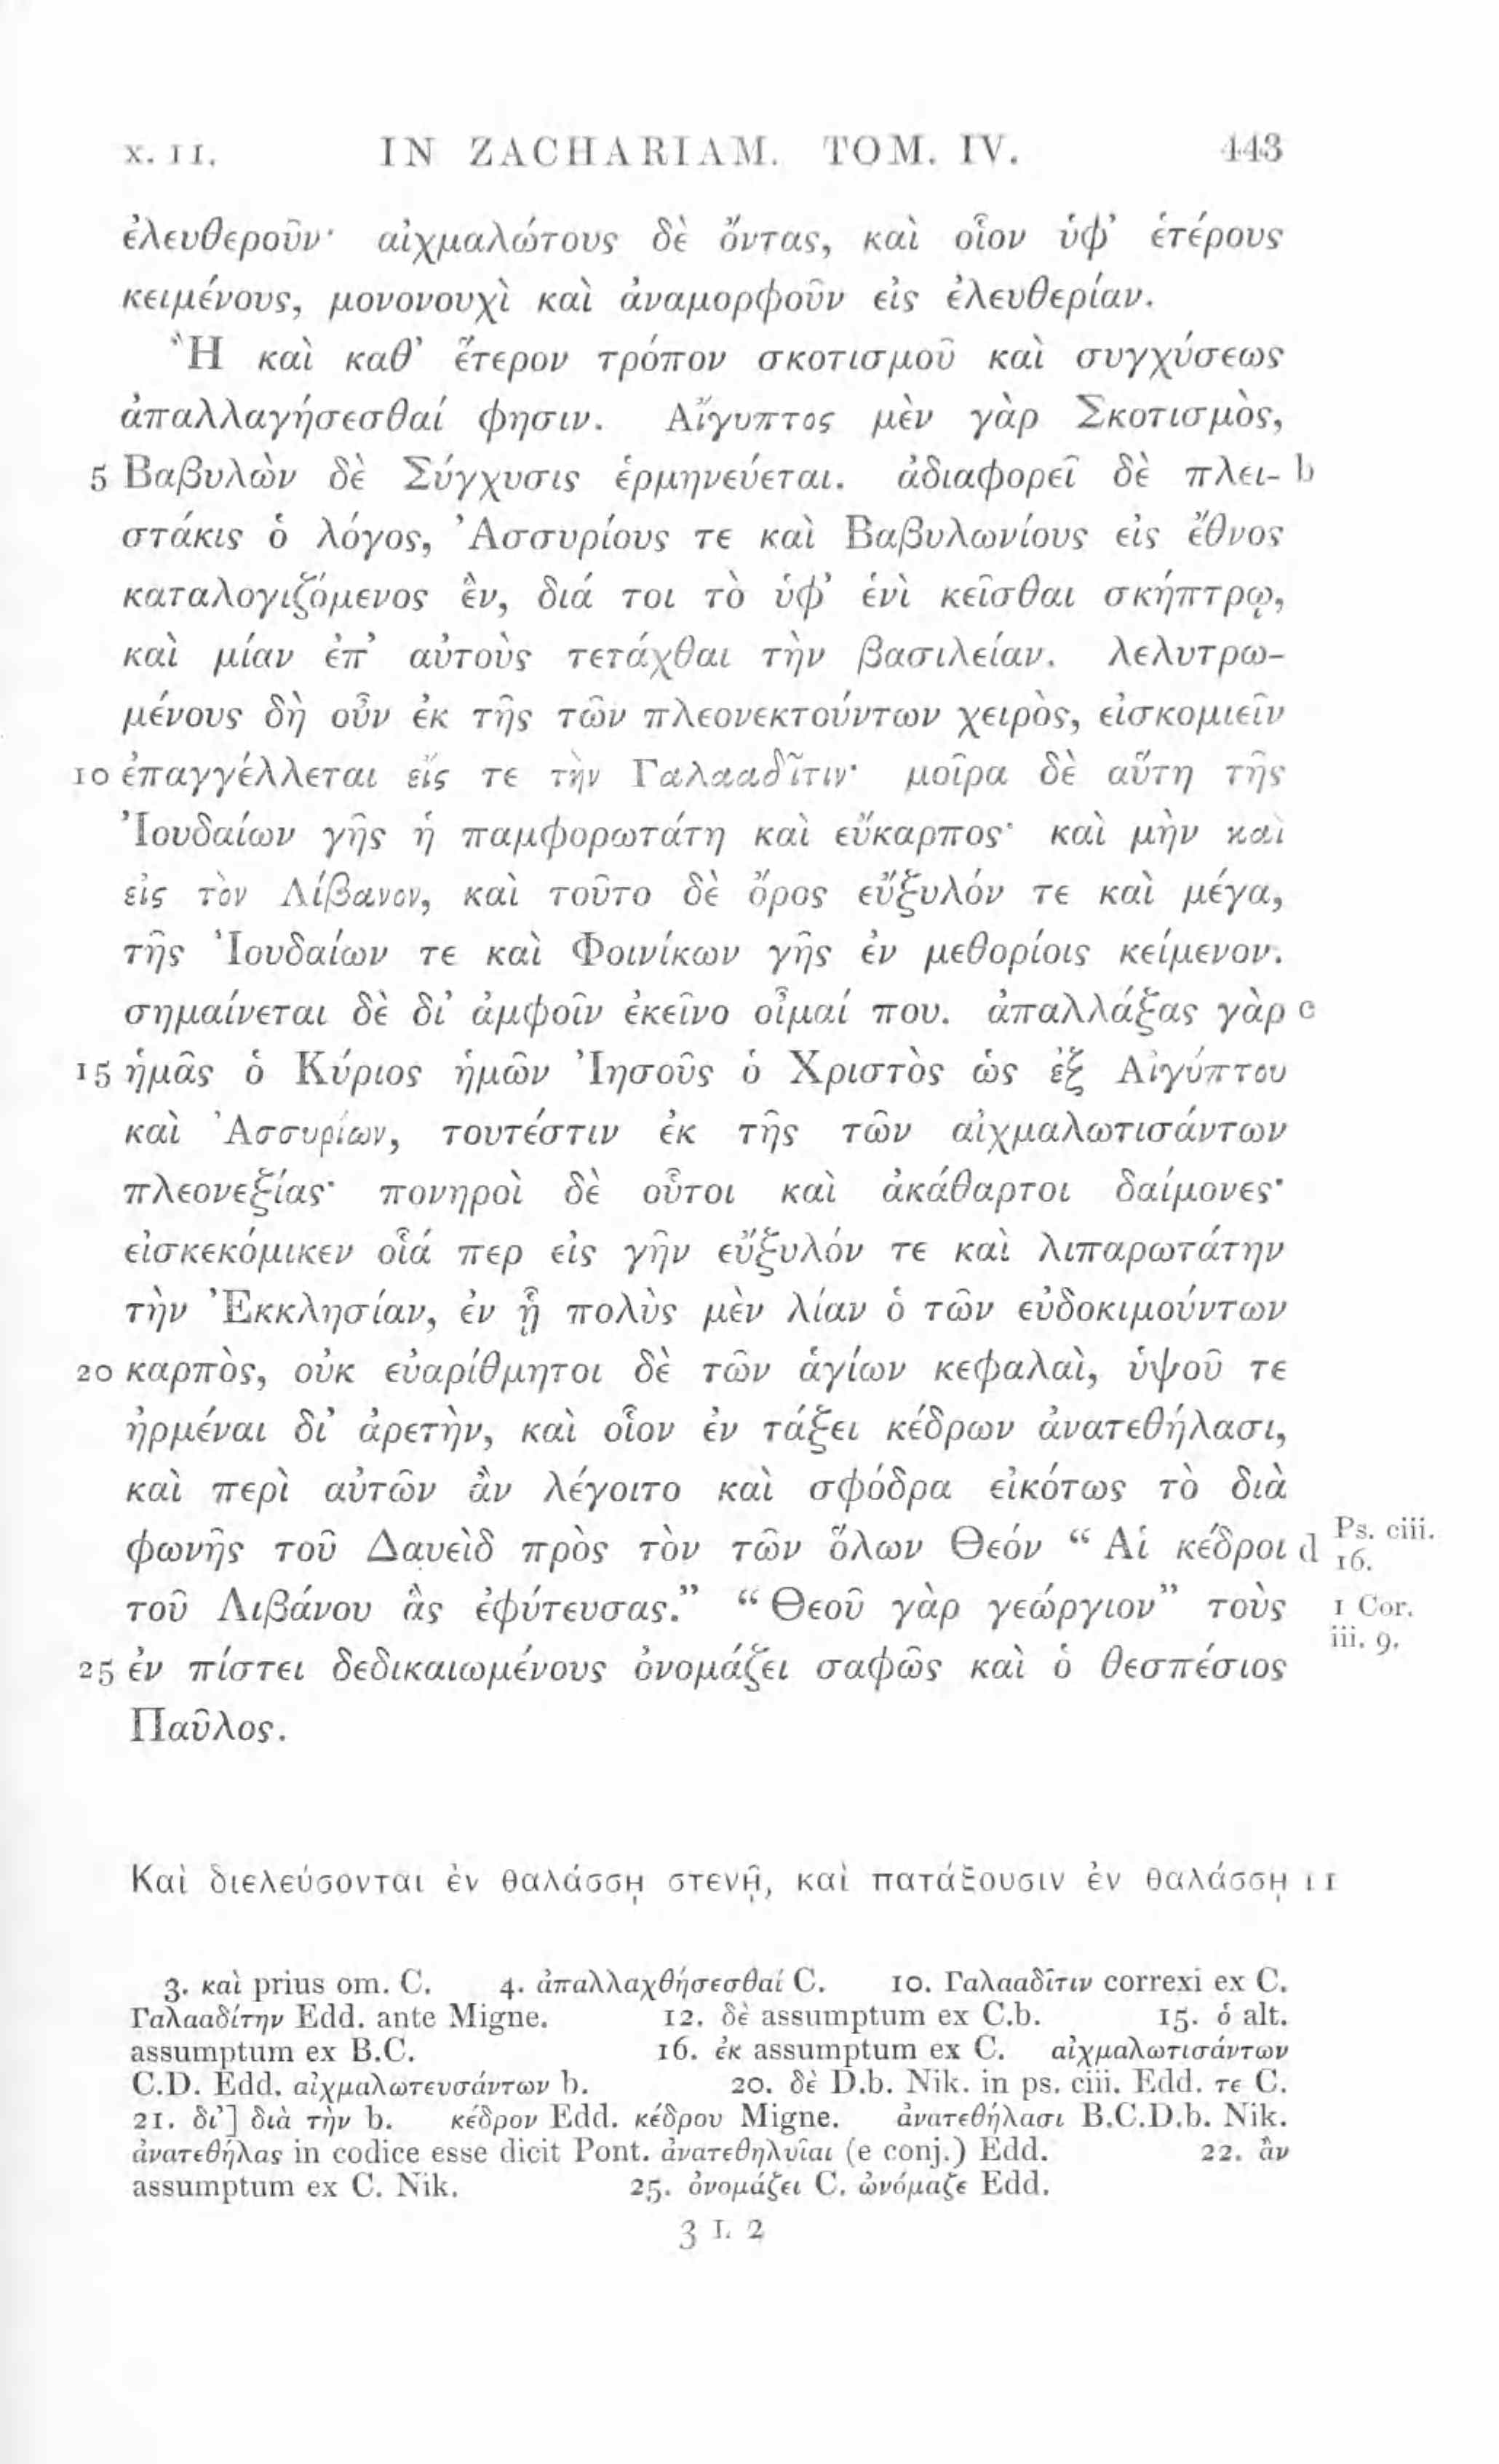 x. 11. IN ZACHARIAM. TOM. IV. 443
ἐλευθεροῦν· αἰχμαλώτους δὲ ὄντας, καὶ οἷον ὑφ’ ἑτέρους
κειμένους, μονονουχὶ καὶ ἀναμορφοῦν εἰς ἐλευθερίαν.
Ἢ καὶ καθ’ ἕτερον τρόπον σκοτισμοῦ καὶ συγχύσεως
ἀπαλλαγήσεσθαί φησιν. Αἴγυπτος μὲν γὰρ Σκοτισμὸς,
5 Βαβυλὼν δὲ Σύγχυσις ἑρμηνεύεται. ἀδιαφορεῖ δὲ πλει- b
στάκις ὁ λόγος, Ἀσσυρίους τε καὶ Βαβυλωνίους εἰς ἔθνος
καταλογιζόμενος ἓν, διά τοι τὸ ὑφ’ ἑνὶ κεῖσθαι σκήπτρῳ,
καὶ μίαν ἐπ’ αὐτοὺς τετάχθαι τὴν βασιλείαν. λελυτρω-
μένους δὴ οὖν ἐκ τῆς τῶν πλεονεκτούντων χειρὸς, εἰσκομιεῖν
10 ἐπαγγέλλεται εἴς τε τὴν Γαλααδῖτιν· μοῖρα δὲ αὕτη τῆς
Ἰουδαίων γῆς ἡ παμφορωτάτη καὶ εὔκαρπος· καὶ μὴν καὶ
εἰς τὸν Λίβανον, καὶ τοῦτο δὲ ὄρος εὔξυλόν τε καὶ μέγα,
τῆς Ἰουδαίων τε καὶ Φοινίκων γῆς ἐν μεθορίοις κείμενον.
σημαίνεται δὲ δι’ ἀμφοῖν ἐκεῖνο οἶμαί που. ἀπαλλάξας γὰρ c
15 ἡμᾶς ὁ Κύριος ἡμῶν Ἰησοῦς ὁ Χριστὸς ὡς ἐξ Αἰγύπτου
καὶ Ἀσσυρίων, τουτέστιν ἐκ τῆς τῶν αἰχμαλωτισάντων
πλεονεξίας· πονηροὶ δὲ οὗτοι καὶ ἀκάθαρτοι δαίμονες·
εἰσκεκόμικεν οἷά περ εἰς γῆν εὔξυλόν τε καὶ λιπαρωτάτην
τὴν Ἐκκλησίαν, ἐν ᾗ πολὺς μὲν λίαν ὁ τῶν εὐδοκιμούντων
20 καρπὸς, οὐκ εὐαρίθμητοι δὲ τῶν ἁγίων κεφαλαὶ, ὑψοῦ τε
ἠρμέναι δι’ ἀρετὴν, καὶ οἷον ἐν τάξει κέδρων ἀνατεθήλασι,
καὶ περὶ αὐτῶν ἂν λέγοιτο καὶ σφόδρα εἰκότως τὸ διὰ
φωνῆς τοῦ Δαυεὶδ πρὸς τὸν τῶν ὅλων Θεόν “ Αἱ κέδροι d Ps. ciii. 16.
τοῦ Λιβάνου ἃς ἐφύτευσας.” “ Θεοῦ γὰρ γεώργιον” τοὺς 1 Cor. iii. 9.
25 ἐν πίστει δεδικαιωμένους ὀνομάζει σαφῶς καὶ ὁ θεσπέσιος
Παῦλος.
Καὶ διελεύσονται ἐν θαλάσσῃ στενῇ, καὶ πατάξουσιν ἐν θαλάσσῃ 11
3. καὶ prius om. C. 4. ἀπαλλαχθήσεσθαί C. 10. Γαλααδῖτιν correxi ex C.
Γαλααδίτην Edd. ante Migne. 12. δὲ assumptum ex C.b. 15. ὁ alt.
assumptum ex B.C. 16. ἐκ assumptum ex C. αἰχμαλωτισάντων
C.D. Edd. αἰχμαλωτευσάντων b. 20. δὲ D.b. Nik. in ps. ciii. Edd. τε C.
21. δι’] διὰ τὴν b. κέδρον Edd. κέδρου Migne. ἀνατεθήλασι B.C.D.b. Nik.
ἀνατεθήλας in codice esse dicit Pont. ἀνατεθηλυῖαι (e conj.) Edd. 22. ἂν
assumptum ex C. Nik. 25. ὀνομάζει C. ὠνόμαζε Edd.
3 L 2